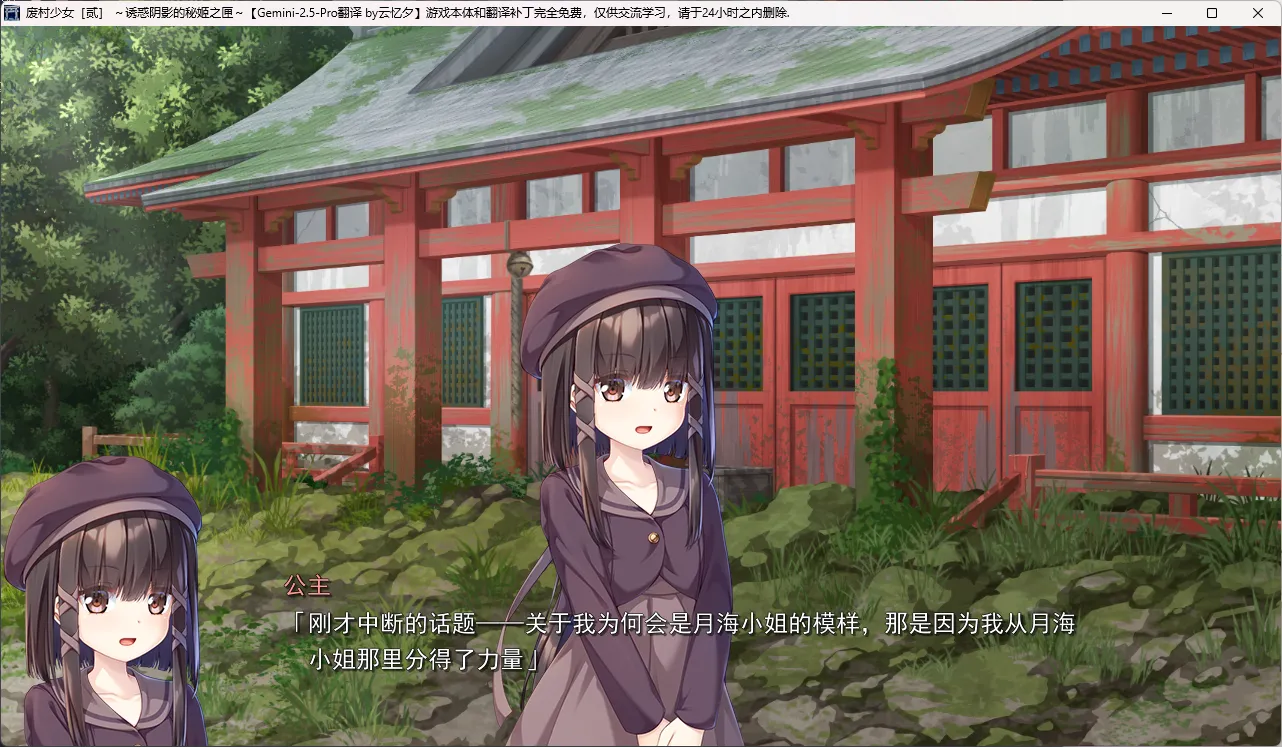 废村少女［贰］ ～诱惑阴影的秘姬之匣～【Gemini-2.5-Pro翻译 by云忆夕】游戏本体和翻译补丁完全免费，仅供交流学习，请于24小时之内删除.
公主
「刚才中断的话题——关于我为何会是月海小姐的模样，那是因为我从月海
小姐那里分得了力量」